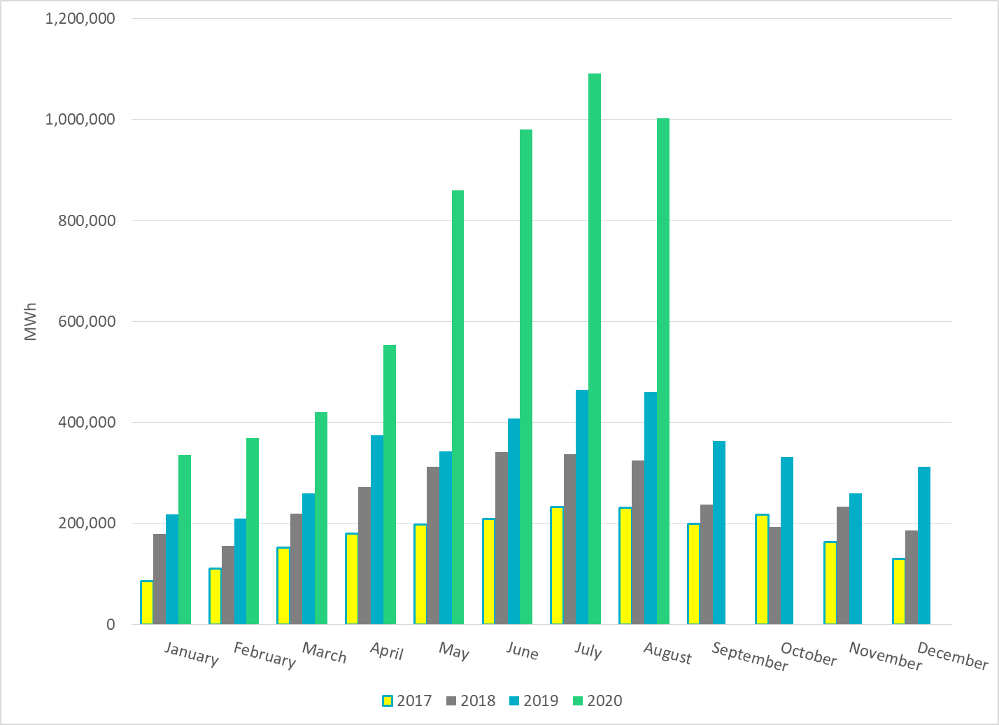 1,200,000
1,000,000
800,000
600,000
400,000
200,000
0
MWh
January February March April May June July August September October November December
2017 2018 2019 2020